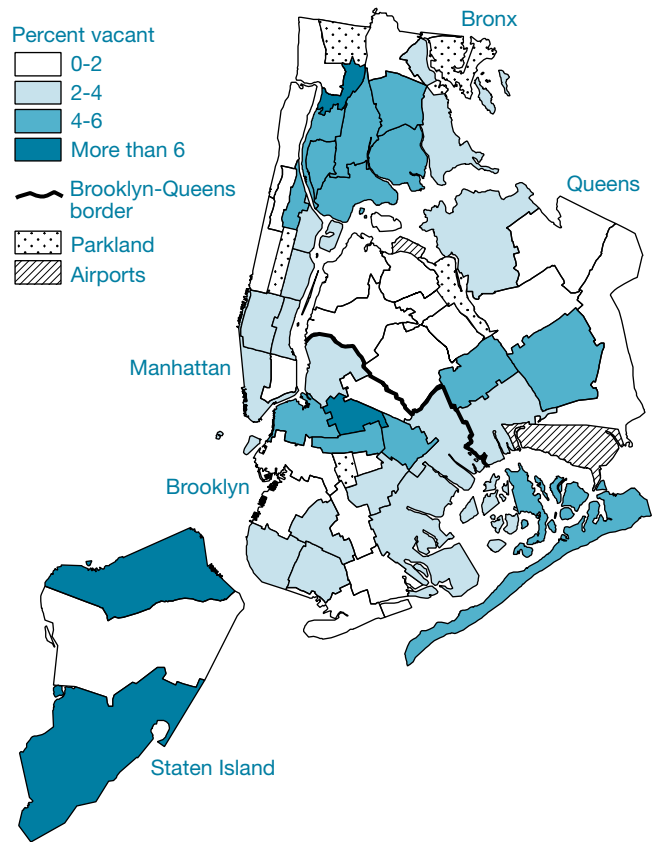 Percent vacant
0-2
2-4
4-6
More than 6
Brooklyn-Queens
border
Parkland
Airports
Bronx
Queens
Manhattan
Brooklyn
Staten Island